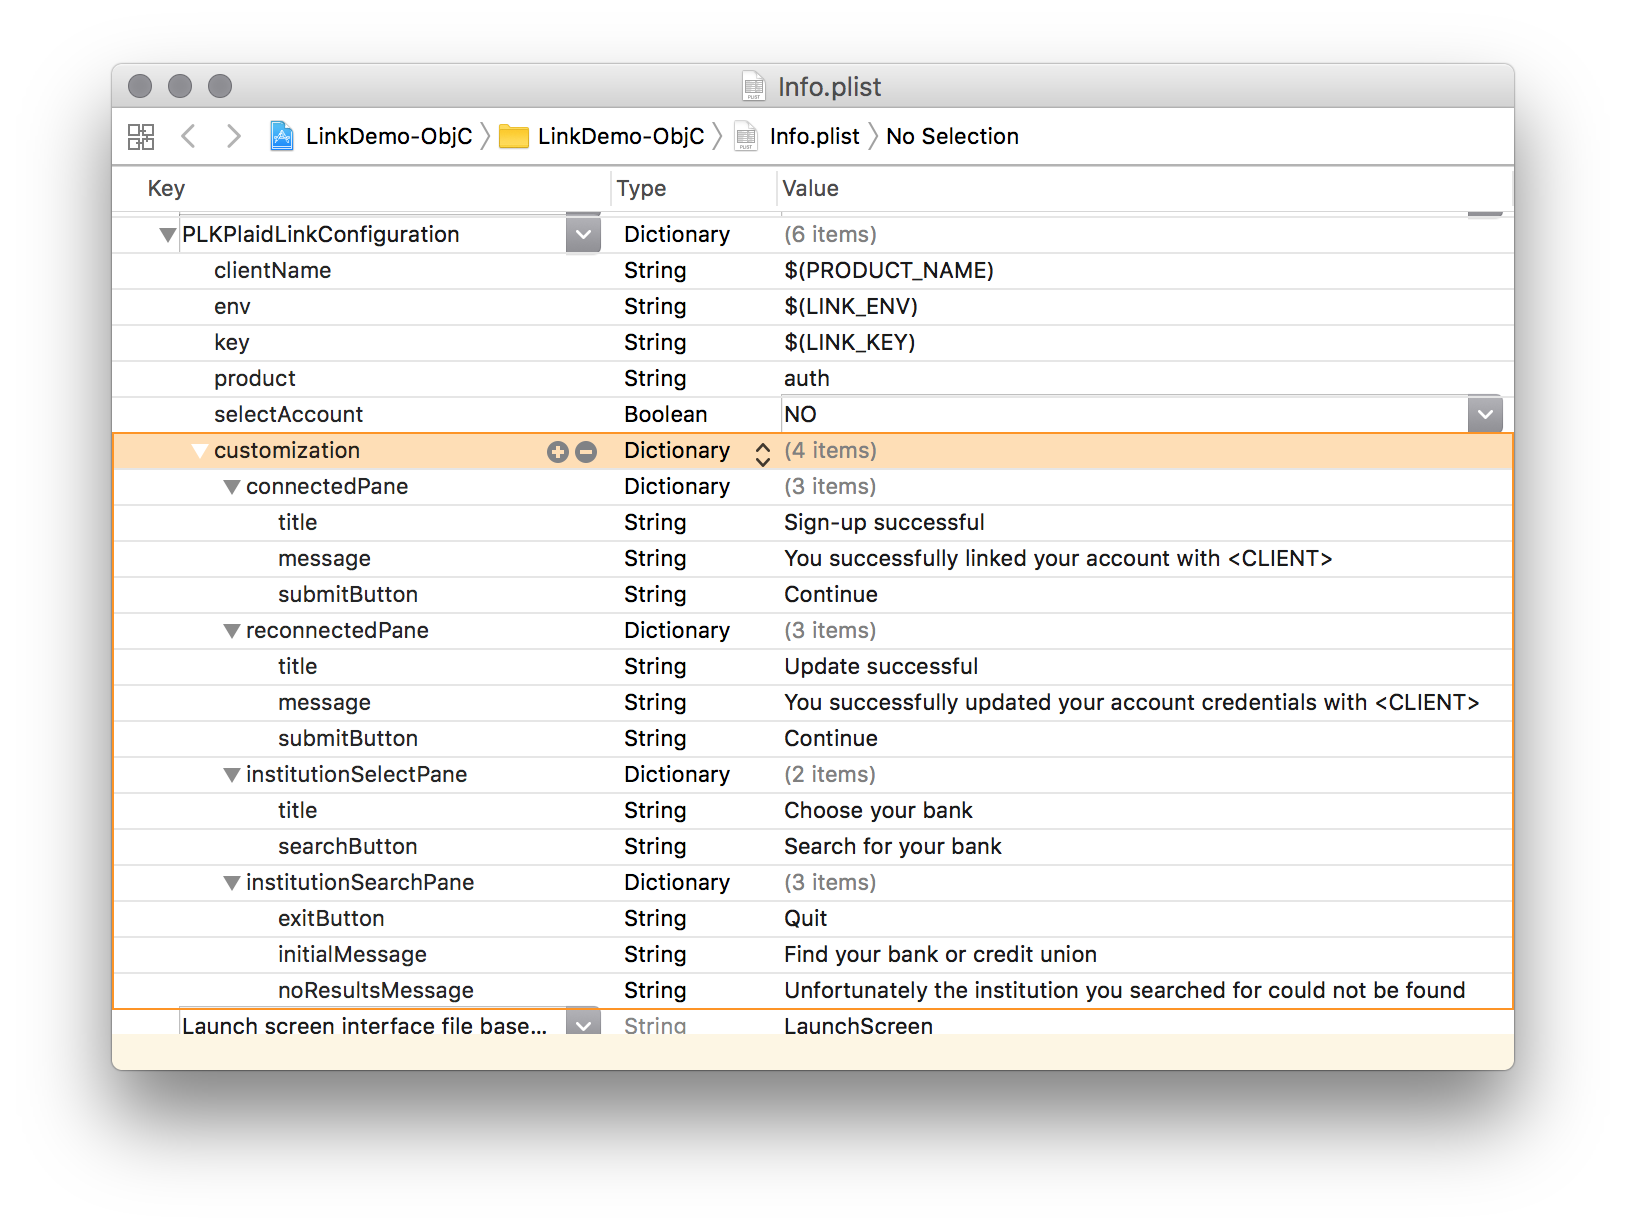 Info.plist
LinkDemo-ObjC LinkDemo-ObjC Info.plist No Selection
Key Type Value
PLKPlaidLinkConfiguration Dictionary (6 items)
clientName String $(PRODUCT_NAME)
env String $(LINK_ENV)
key String $(LINK_KEY)
product String auth
selectAccount Boolean NO
customization Dictionary (4 items)
connectedPane Dictionary (3 items)
title String Sign-up successful
message String You successfully linked your account with <CLIENT>
submitButton String Continue
reconnectedPane Dictionary (3 items)
title String Update successful
message String You successfully updated your account credentials with <CLIENT>
submitButton String Continue
institutionSelectPane Dictionary (2 items)
title String Choose your bank
searchButton String Search for your bank
institutionSearchPane Dictionary (3 items)
exitButton String Quit
initialMessage String Find your bank or credit union
noResultsMessage String Unfortunately the institution you searched for could not be found
Launch screen interface file base... String LaunchScreen